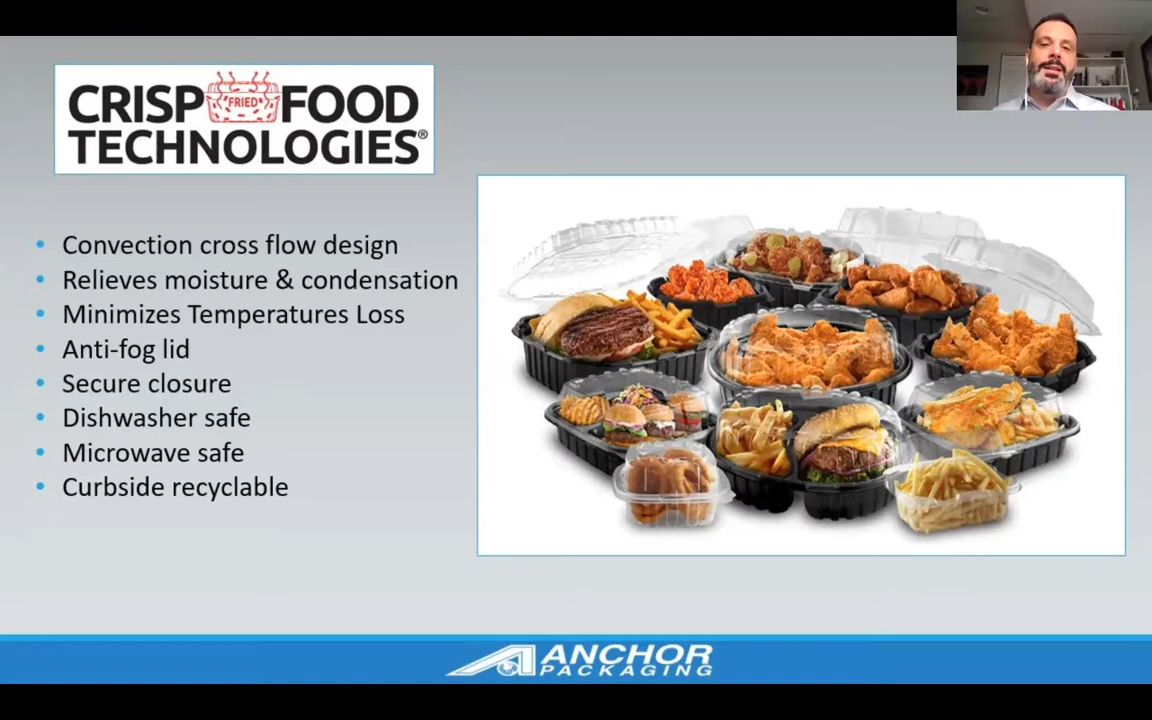 CRISP FRIED FOOD
TECHNOLOGIES®
• Convection cross flow design
• Relieves moisture & condensation
• Minimizes Temperatures Loss
• Anti-fog lid
• Secure closure
• Dishwasher safe
• Microwave safe
• Curbside recyclable
ANCHOR
PACKAGING